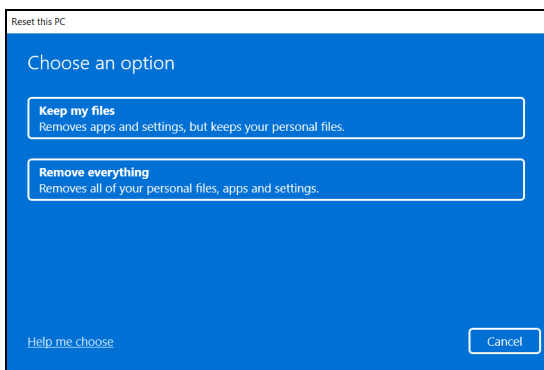 Reset this PC
Choose an option
Keep my files
Removes apps and settings, but keeps your personal files.
Remove everything
Removes all of your personal files, apps and settings.
Help me choose
Cancel